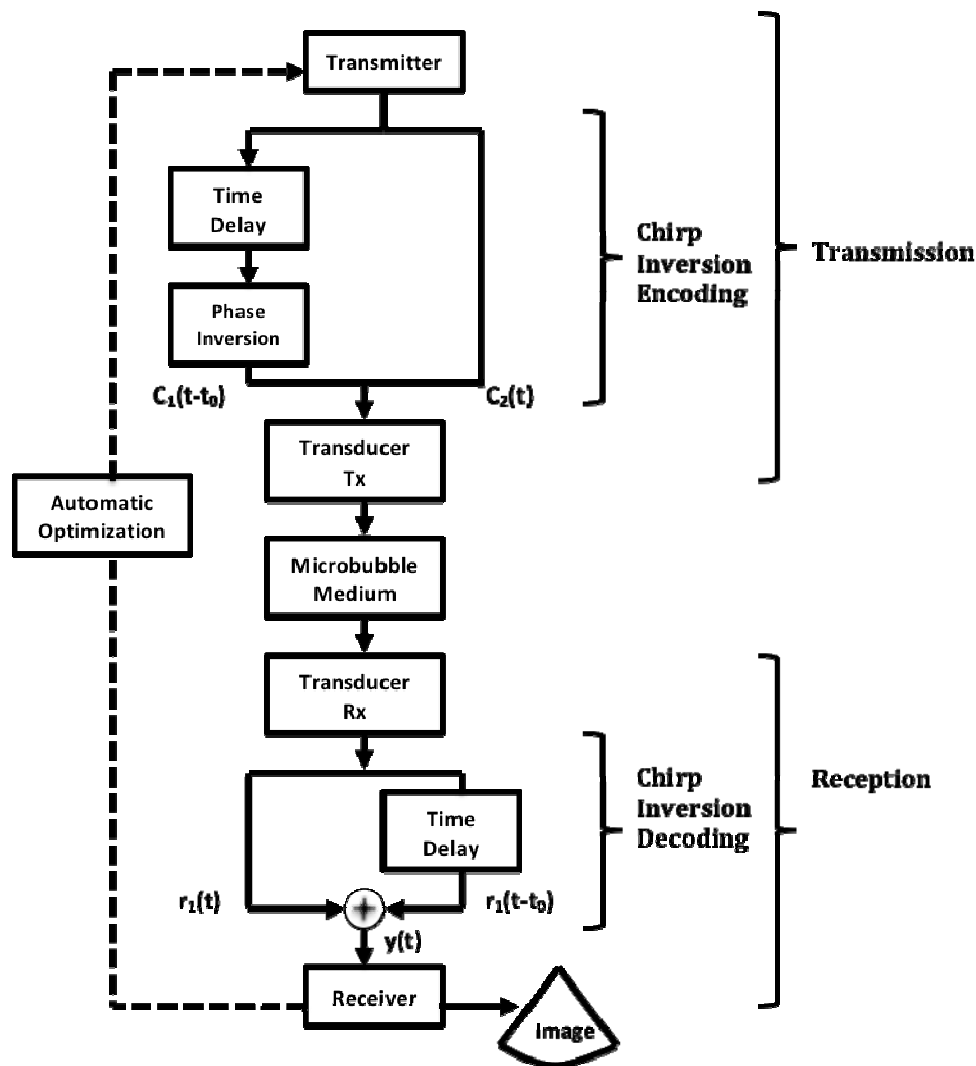 Transmitter
Time
Delay
Phase
Inversion
C₁(t-t₀)
C₂(t)
Chirp
Inversion
Encoding
Transmission
Transducer
Tx
Automatic
Optimization
Microbubble
Medium
Transducer
Rx
Time
Delay
Chirp
Inversion
Decoding
Reception
r₁(t)
+
r₁(t-t₀)
y(t)
Receiver
Image